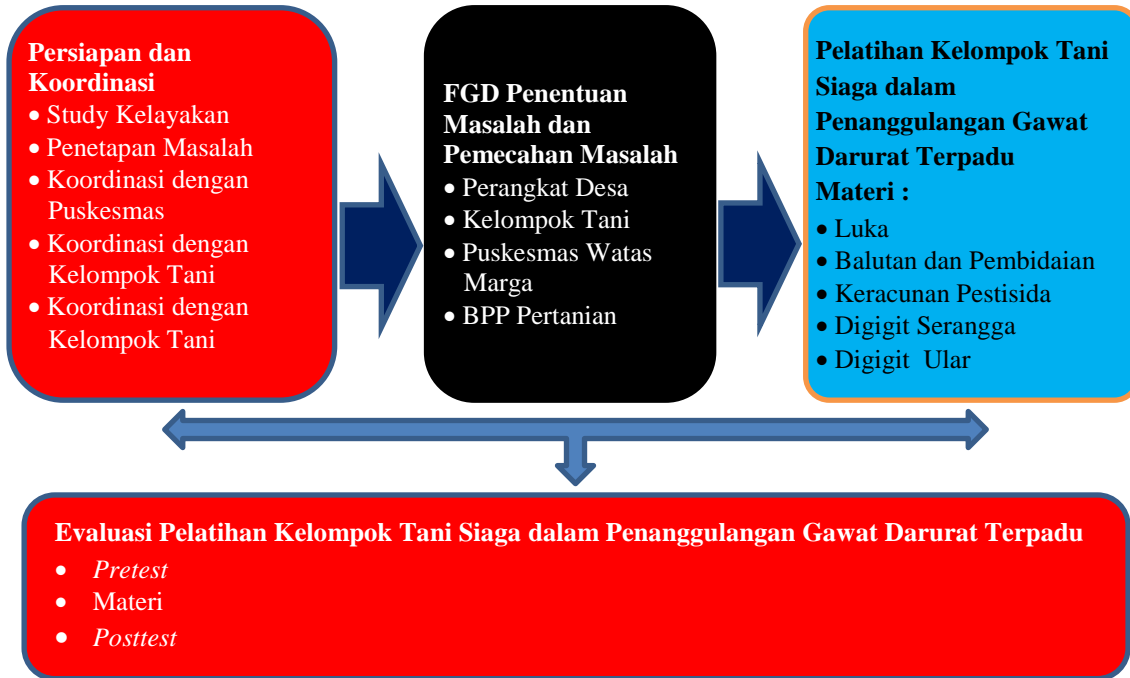 Persiapan dan
Koordinasi
• Study Kelayakan
• Penetapan Masalah
• Koordinasi dengan
Puskesmas
• Koordinasi dengan
Kelompok Tani
• Koordinasi dengan
Kelompok Tani
FGD Penentuan
Masalah dan
Pemecahan Masalah
• Perangkat Desa
• Kelompok Tani
• Puskesmas Watas
Marga
• BPP Pertanian
Pelatihan Kelompok Tani
Siaga dalam
Penanggulangan Gawat
Darurat Terpadu
Materi :
• Luka
• Balutan dan Pembidaian
• Keracunan Pestisida
• Digigit Serangga
• Digigit Ular
Evaluasi Pelatihan Kelompok Tani Siaga dalam Penanggulangan Gawat Darurat Terpadu
• Pretest
• Materi
• Posttest